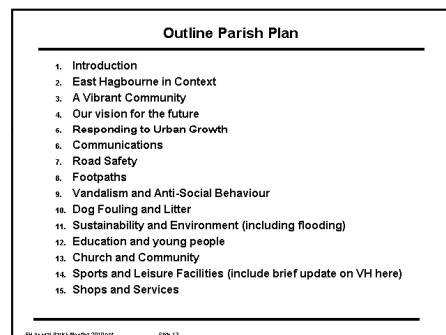 Outline Parish Plan
1. Introduction
2. East Hagbourne in Context
3. A Vibrant Community
4. Our vision for the future
5. Responding to Urban Growth
6. Communications
7. Road Safety
8. Footpaths
9. Vandalism and Anti-Social Behaviour
10. Dog Fouling and Litter
11. Sustainability and Environment (including flooding)
12. Education and young people
13. Church and Community
14. Sports and Leisure Facilities (include brief update on VH here)
15. Shops and Services